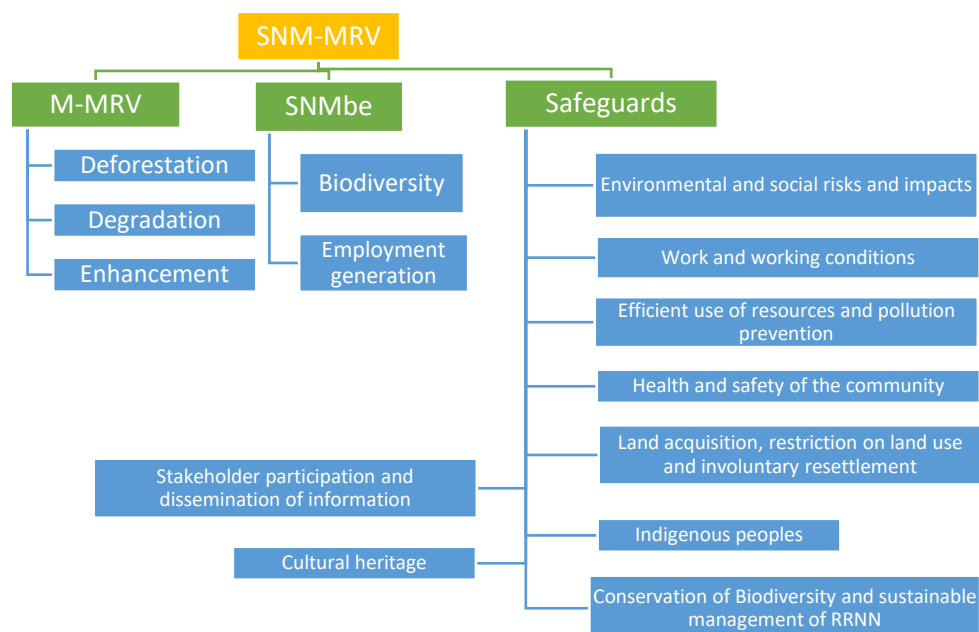 SNM-MRV
M-MRV
SNMbe
Safeguards
Deforestation
Degradation
Enhancement
Biodiversity
Employment
generation
Environmental and social risks and impacts
Work and working conditions
Efficient use of resources and pollution
prevention
Health and safety of the community
Land acquisition, restriction on land use
and involuntary resettlement
Stakeholder participation and
dissemination of information
Indigenous peoples
Cultural heritage
Conservation of Biodiversity and sustainable
management of RRNN